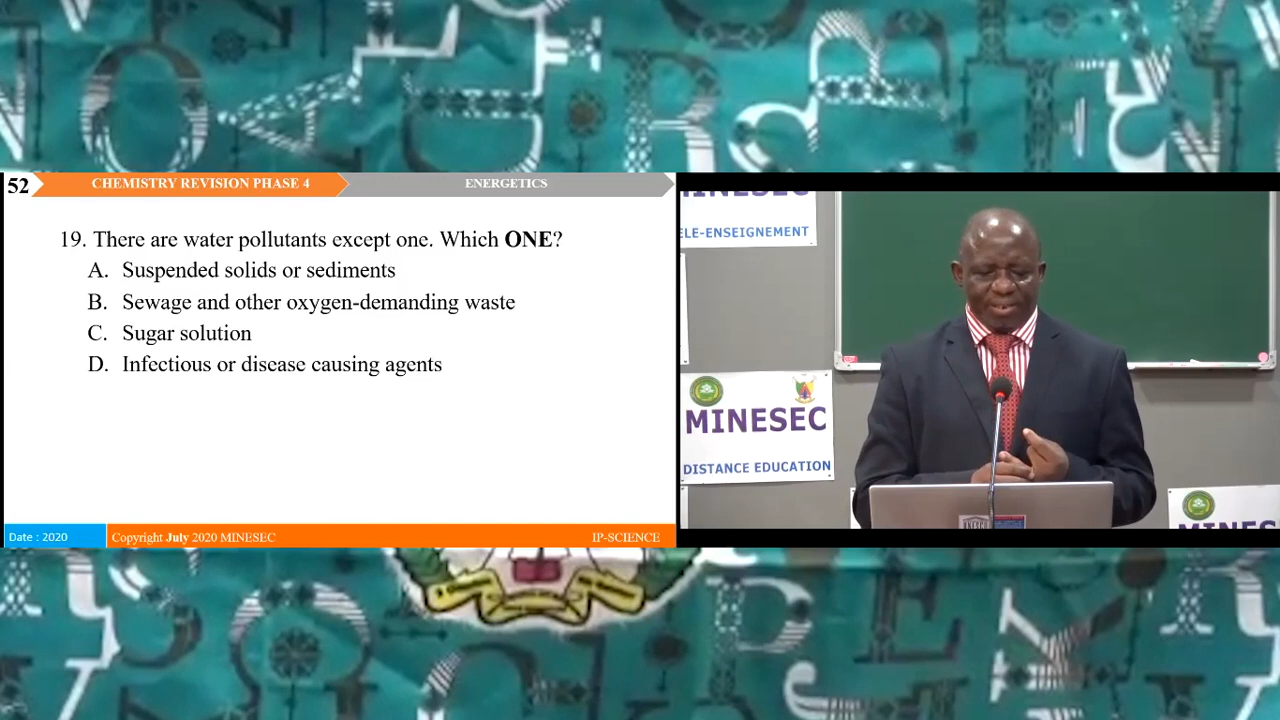 52
CHEMISTRY REVISION PHASE 4
ENERGETICS
19. There are water pollutants except one. Which ONE?
A. Suspended solids or sediments
B. Sewage and other oxygen-demanding waste
C. Sugar solution
D. Infectious or disease causing agents
Date : 2020
Copyright July 2020 MINESEC
IP-SCIENCE
MINESEC
ELE-ENSEIGNEMENT
MINESEC
DISTANCE EDUCATION
MINES